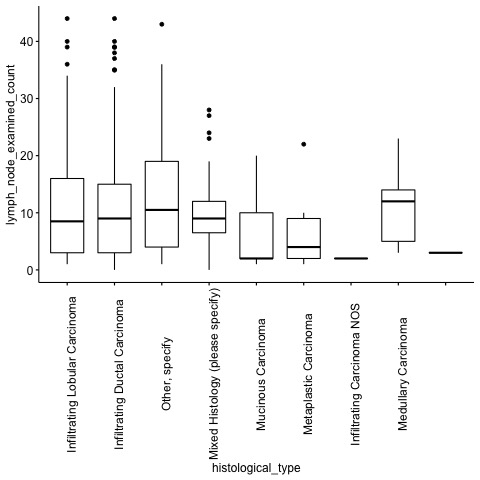 lymph_node_examined_count
40
30
20
10
0
Infiltrating Lobular Carcinoma
Infiltrating Ductal Carcinoma
Other, specify
Mixed Histology (please specify)
Mucinous Carcinoma
Metaplastic Carcinoma
Infiltrating Carcinoma NOS
Medullary Carcinoma
histological_type